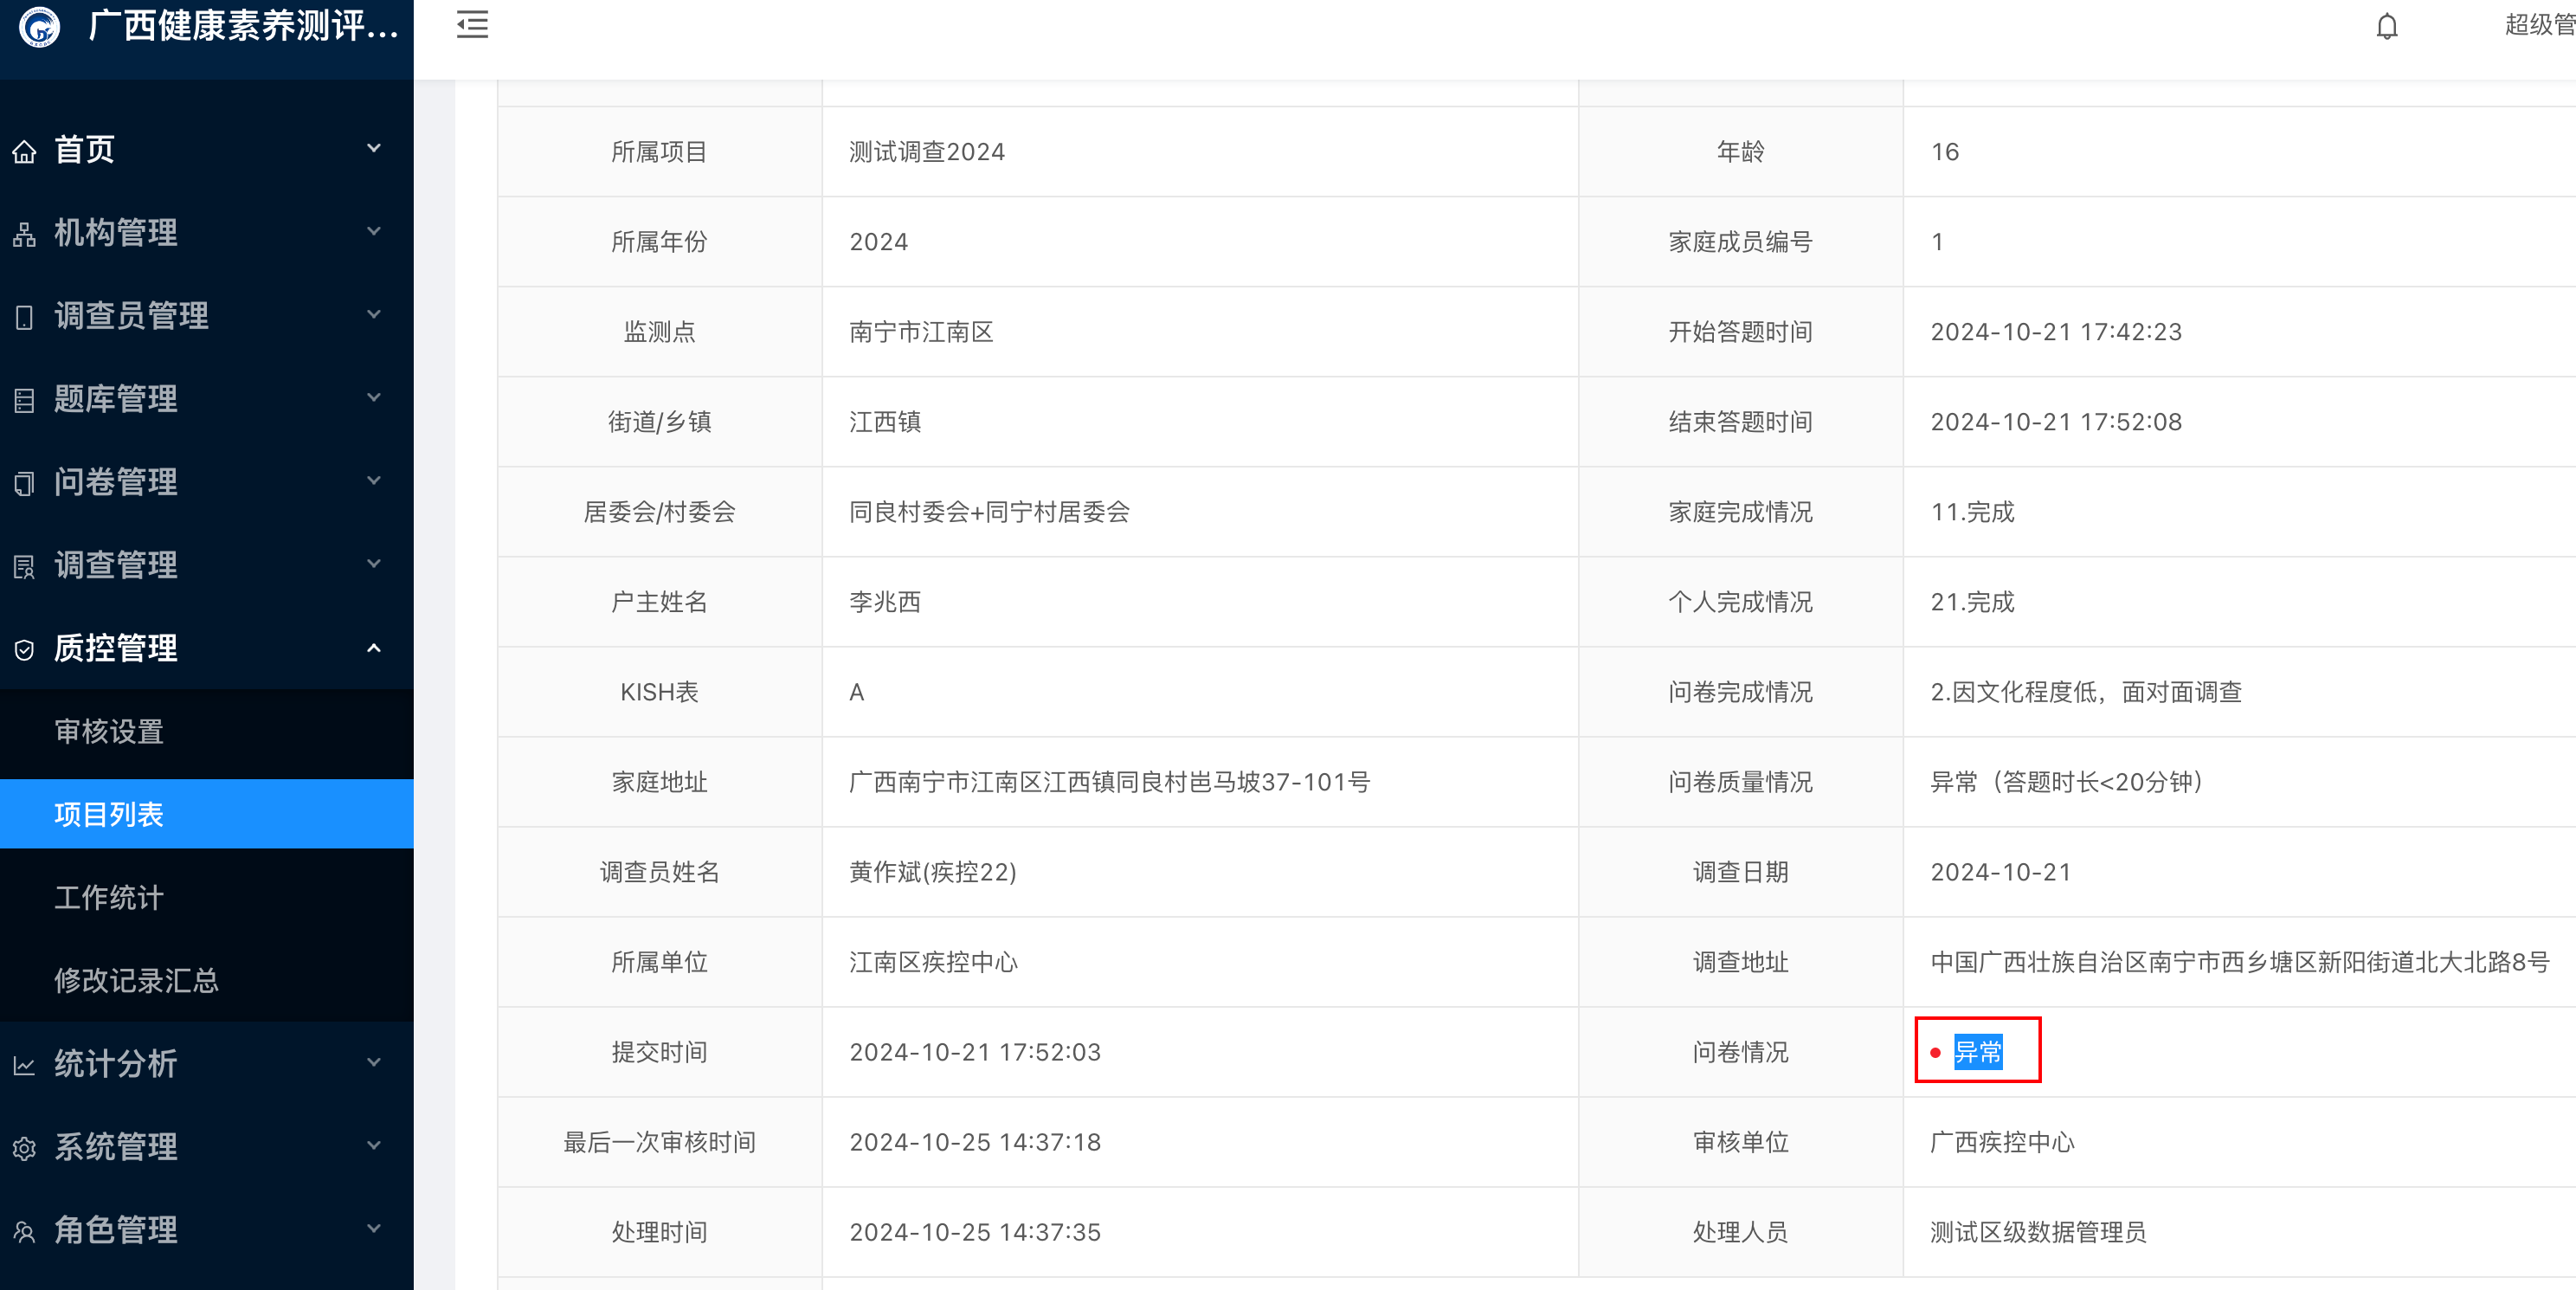 广西健康素养测评...
超级管
首页
机构管理
调查员管理
题库管理
问卷管理
调查管理
质控管理
审核设置
项目列表
工作统计
修改记录汇总
统计分析
系统管理
角色管理
所属项目 测试调查2024 年龄 16
所属年份 2024 家庭成员编号 1
监测点 南宁市江南区 开始答题时间 2024-10-21 17:42:23
街道/乡镇 江西镇 结束答题时间 2024-10-21 17:52:08
居委会/村委会 同良村委会+同宁村居委会 家庭完成情况 11.完成
户主姓名 李兆西 个人完成情况 21.完成
KISH表 A 问卷完成情况 2.因文化程度低，面对面调查
家庭地址 广西南宁市江南区江西镇同良村岜马坡37-101号 问卷质量情况 异常（答题时长<20分钟）
调查员姓名 黄作斌(疾控22) 调查日期 2024-10-21
所属单位 江南区疾控中心 调查地址 中国广西壮族自治区南宁市西乡塘区新阳街道北大北路8号
提交时间 2024-10-21 17:52:03 问卷情况 异常
最后一次审核时间 2024-10-25 14:37:18 审核单位 广西疾控中心
处理时间 2024-10-25 14:37:35 处理人员 测试区级数据管理员